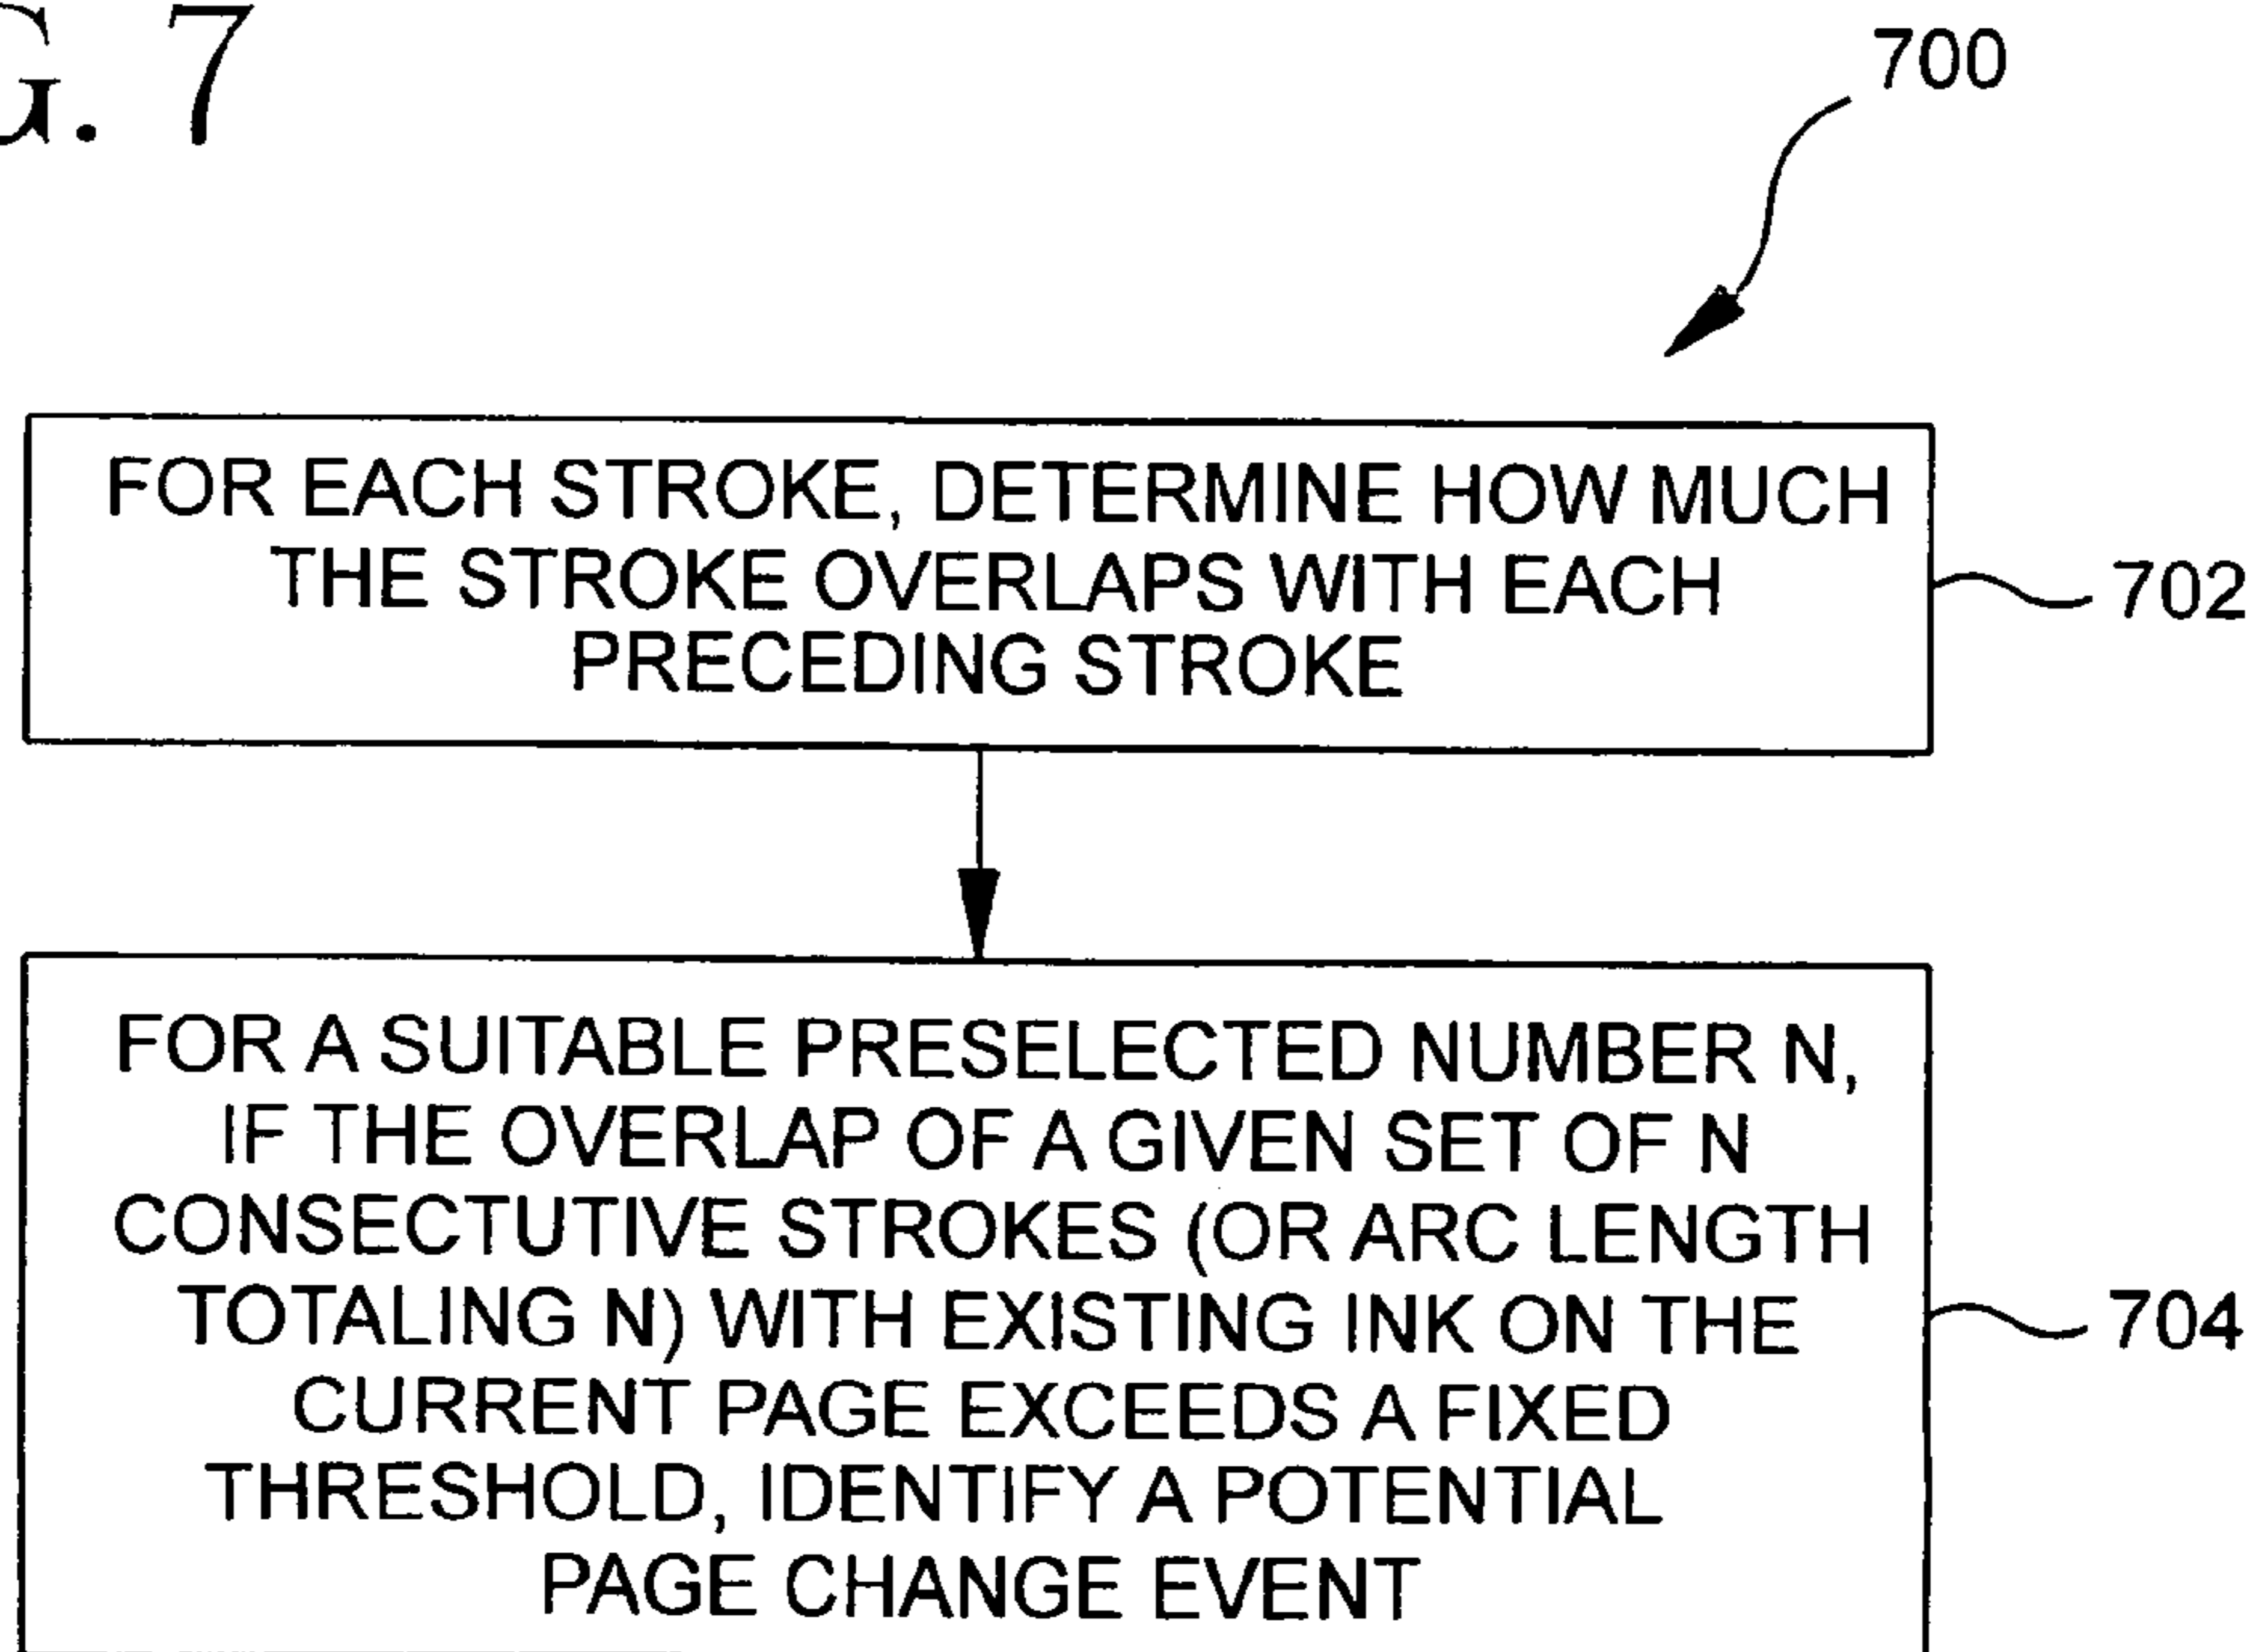 G. 7
700
FOR EACH STROKE, DETERMINE HOW MUCH
THE STROKE OVERLAPS WITH EACH
PRECEDING STROKE
702
FOR A SUITABLE PRESELECTED NUMBER N,
IF THE OVERLAP OF A GIVEN SET OF N
CONSECTUTIVE STROKES (OR ARC LENGTH
TOTALING N) WITH EXISTING INK ON THE
CURRENT PAGE EXCEEDS A FIXED
THRESHOLD, IDENTIFY A POTENTIAL
PAGE CHANGE EVENT
704